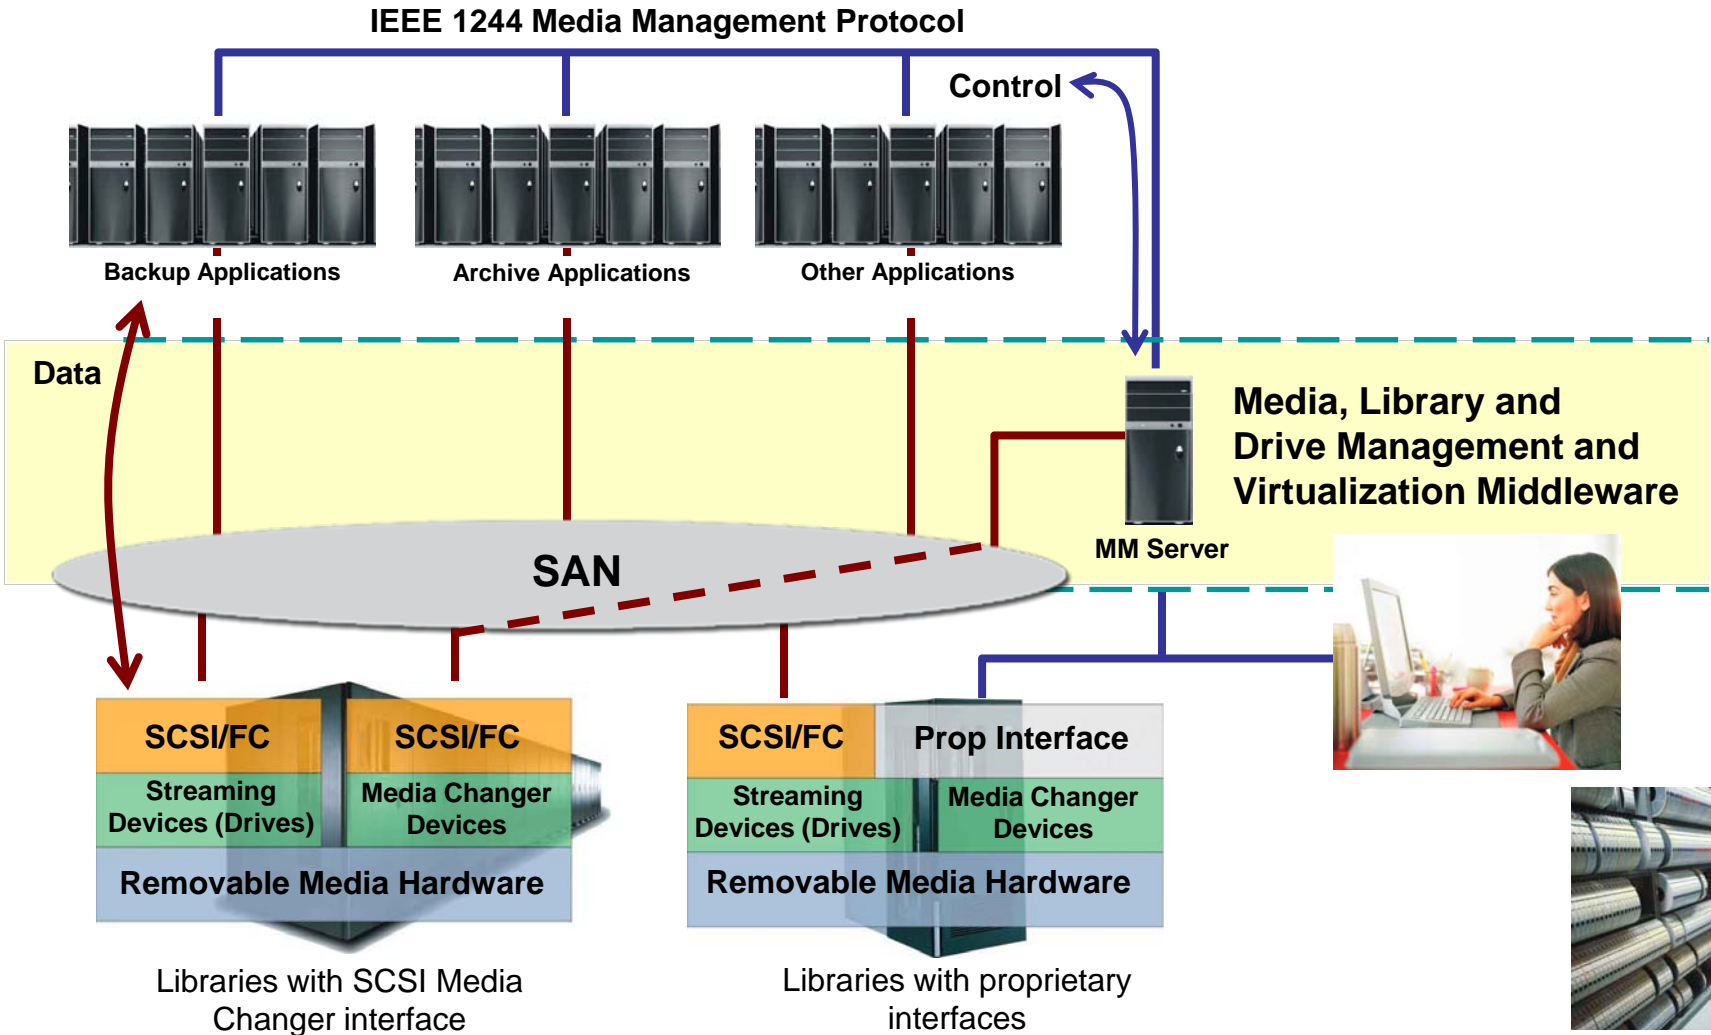 IEEE 1244 Media Management Protocol
Control
Backup Applications
Archive Applications
Other Applications
Data
Media, Library and
Drive Management and
Virtualization Middleware
MM Server
SAN
SCSI/FC
SCSI/FC
Streaming
Devices (Drives)
Media Changer
Devices
Removable Media Hardware
Libraries with SCSI Media
Changer interface
SCSI/FC
Prop Interface
Streaming
Devices (Drives)
Media Changer
Devices
Removable Media Hardware
Libraries with proprietary
interfaces